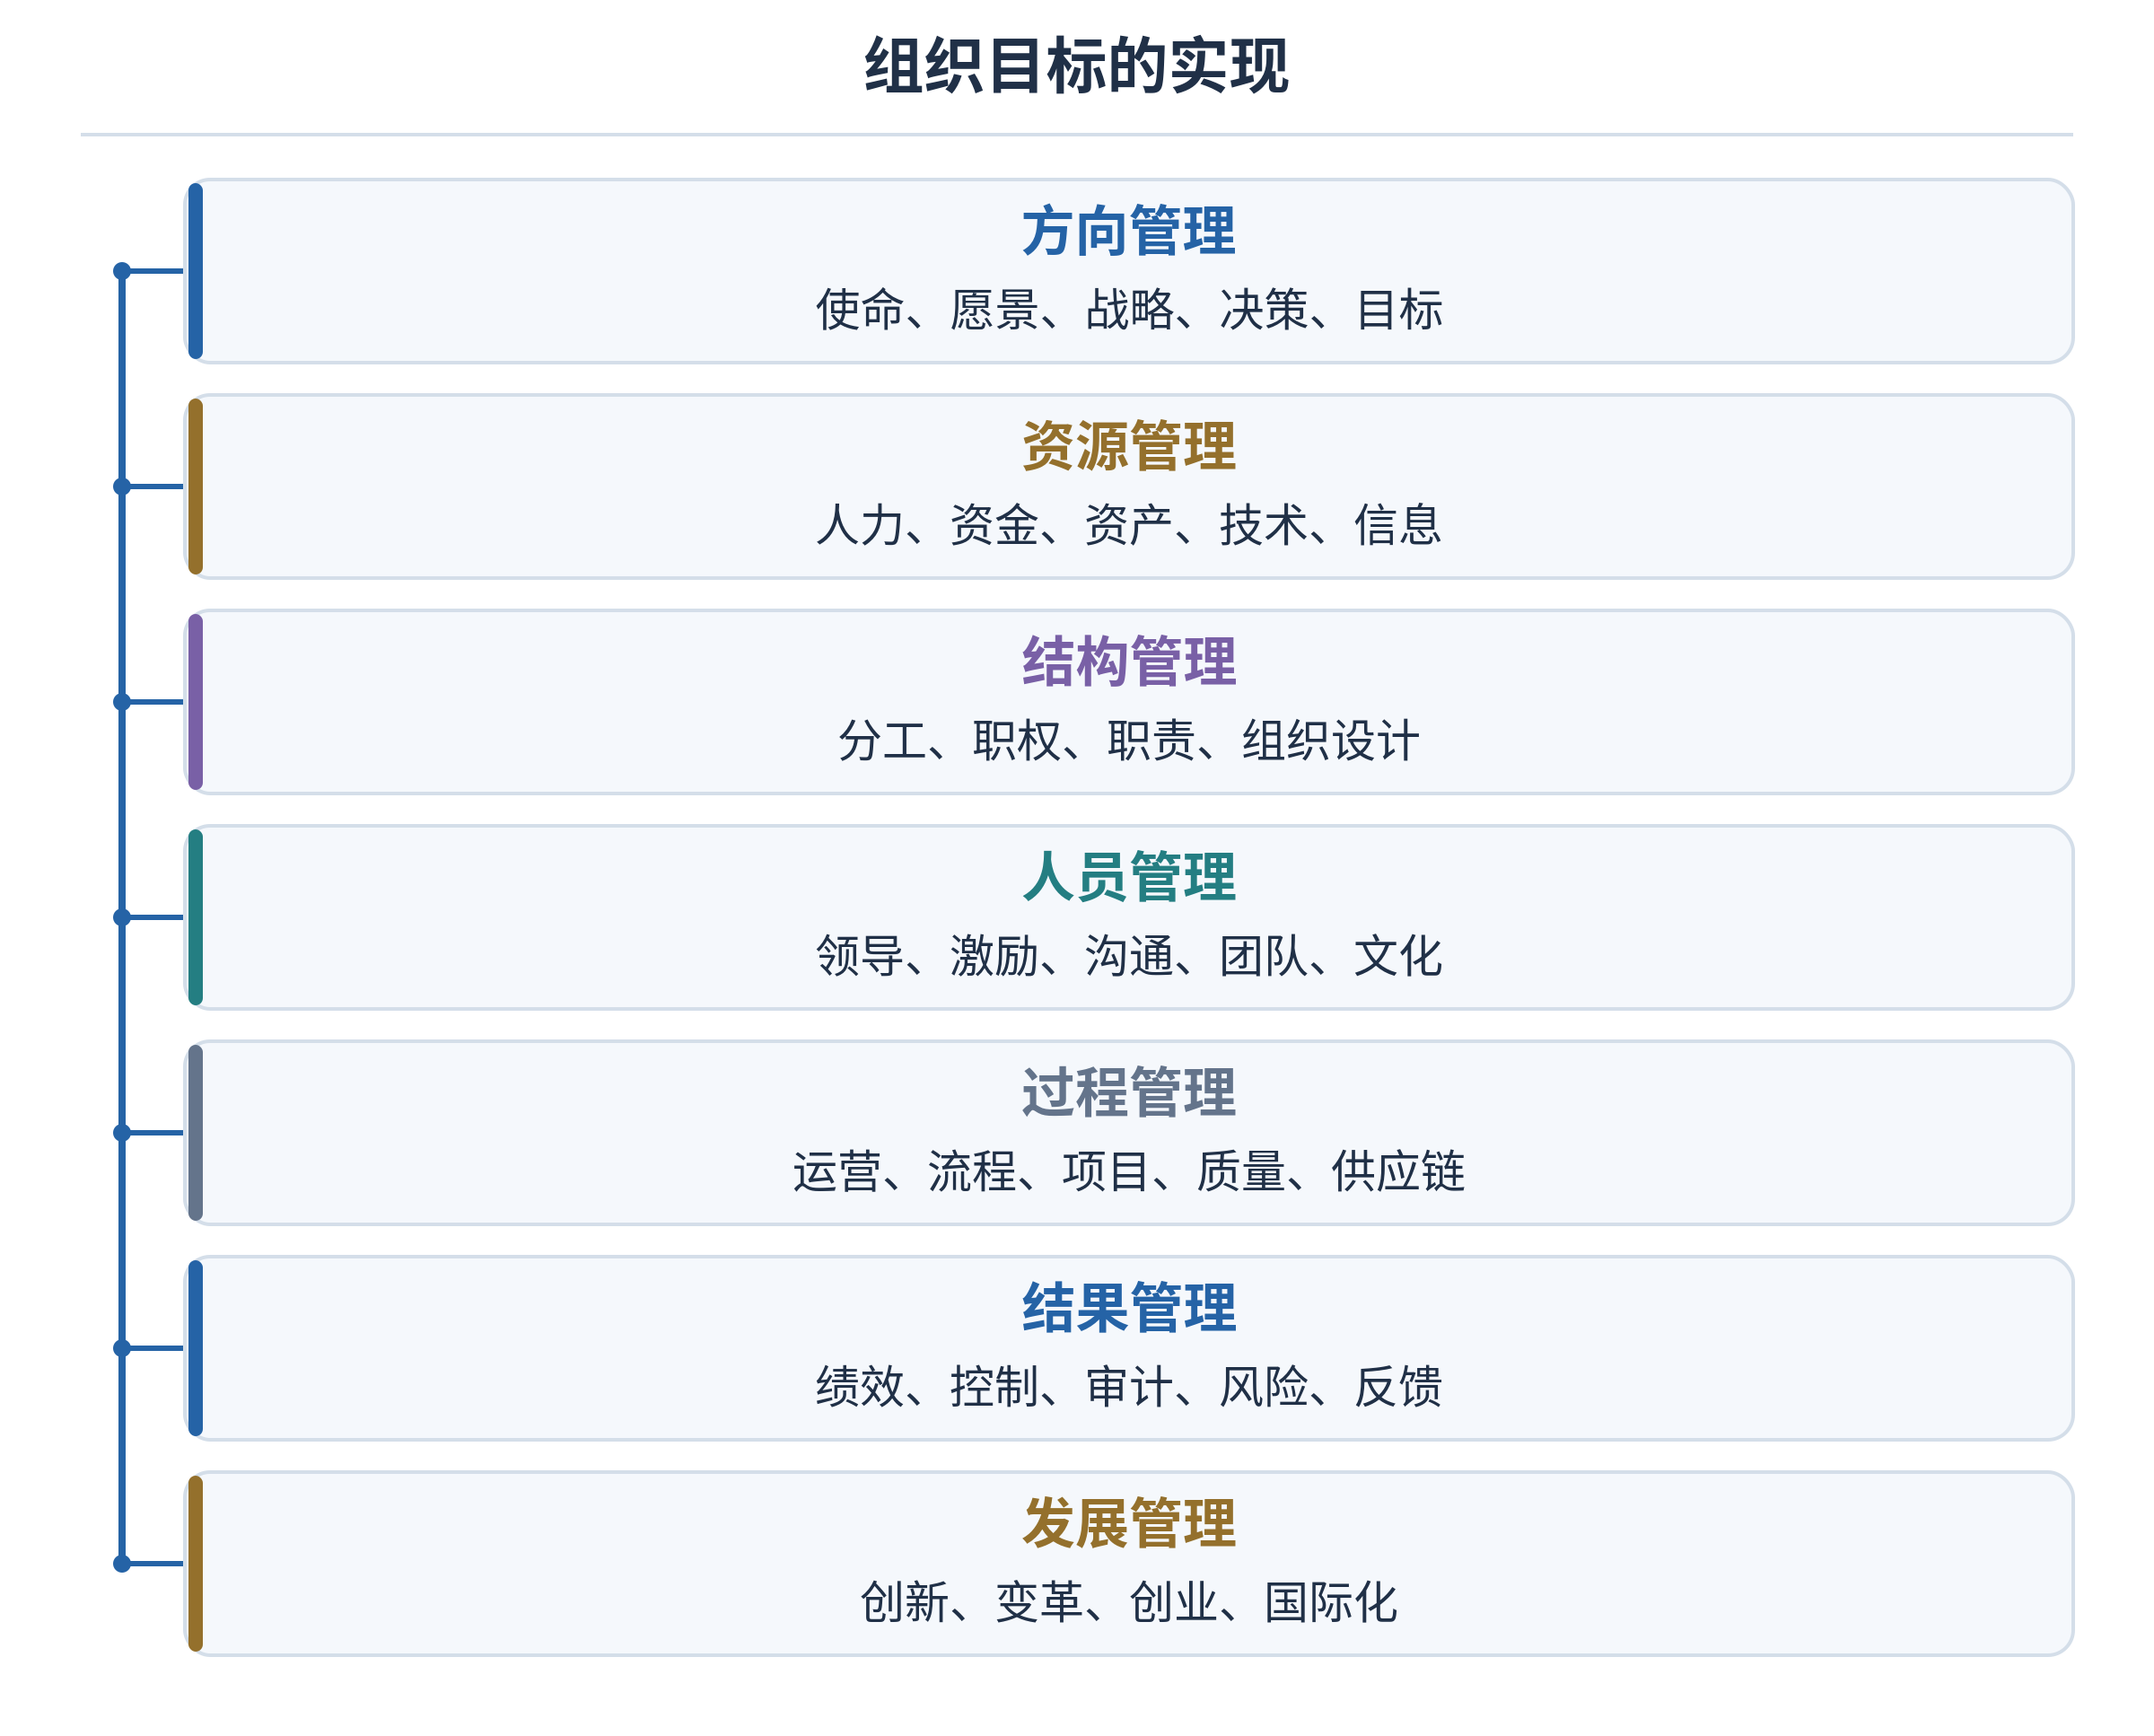 组织目标的实现
方向管理
使命、愿景、战略、决策、目标
资源管理
人力、资金、资产、技术、信息
结构管理
分工、职权、职责、组织设计
人员管理
领导、激励、沟通、团队、文化
过程管理
运营、流程、项目、质量、供应链
结果管理
绩效、控制、审计、风险、反馈
发展管理
创新、变革、创业、国际化